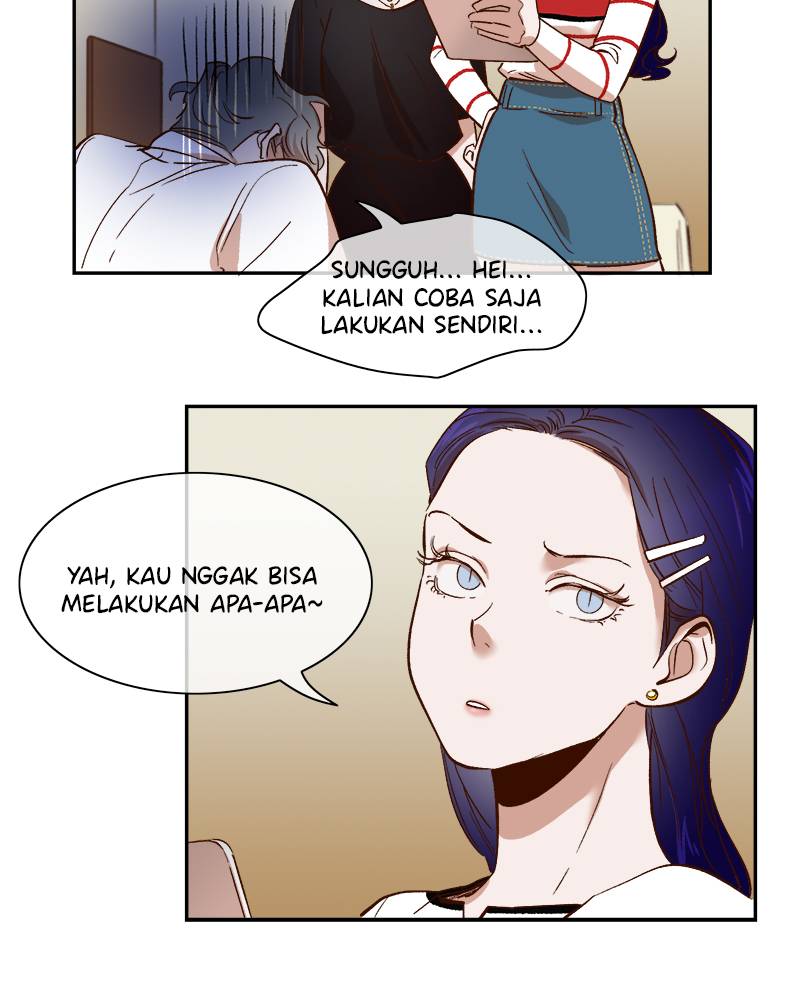 SUNGGUH... HEI...
KALIAN COBA SAJA
LAKUKAN SENDIRI...
YAH, KAU NGGAK BISA
MELAKUKAN APA-APA~